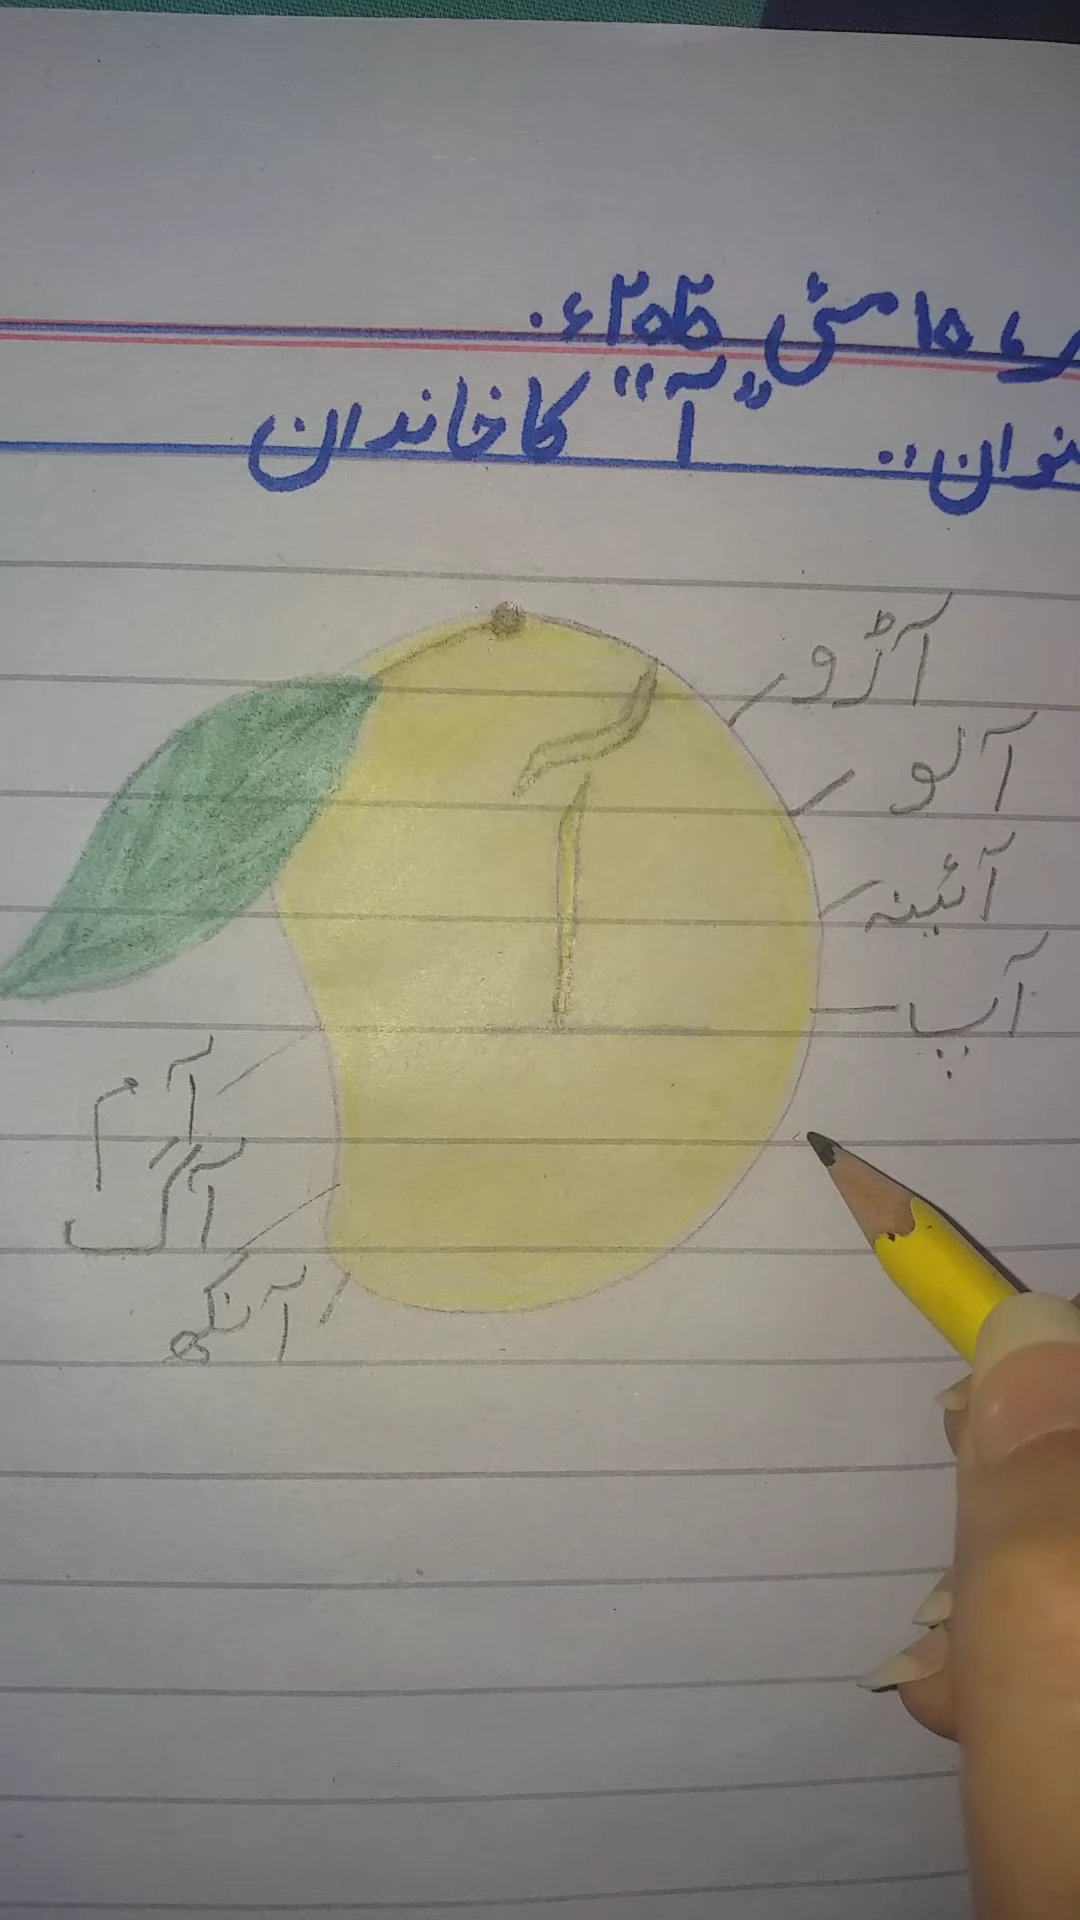 ۱۵ مئی ۲۰۲۵ء۔
عنوان:۔ "آ" کا خاندان
آ
آڑو
آلو
آئینہ
آپ
آم
آگ
آنکھ